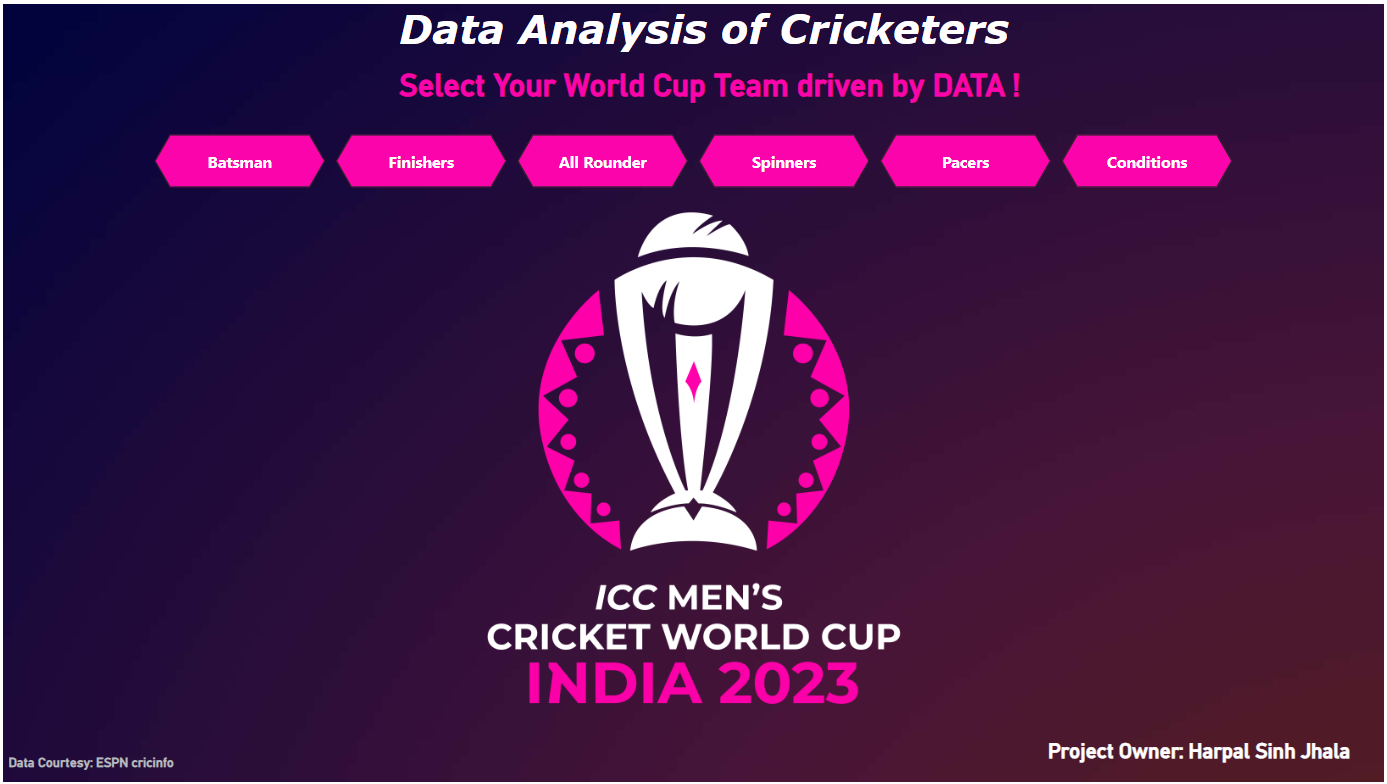 Data Analysis of Cricketers
Select Your World Cup Team driven by DATA !
Batsman
Finishers
All Rounder
Spinners
Pacers
Conditions
ICC MEN'S
CRICKET WORLD CUP
INDIA 2023
Project Owner: Harpal Sinh Jhala
Data Courtesy: ESPN cricinfo